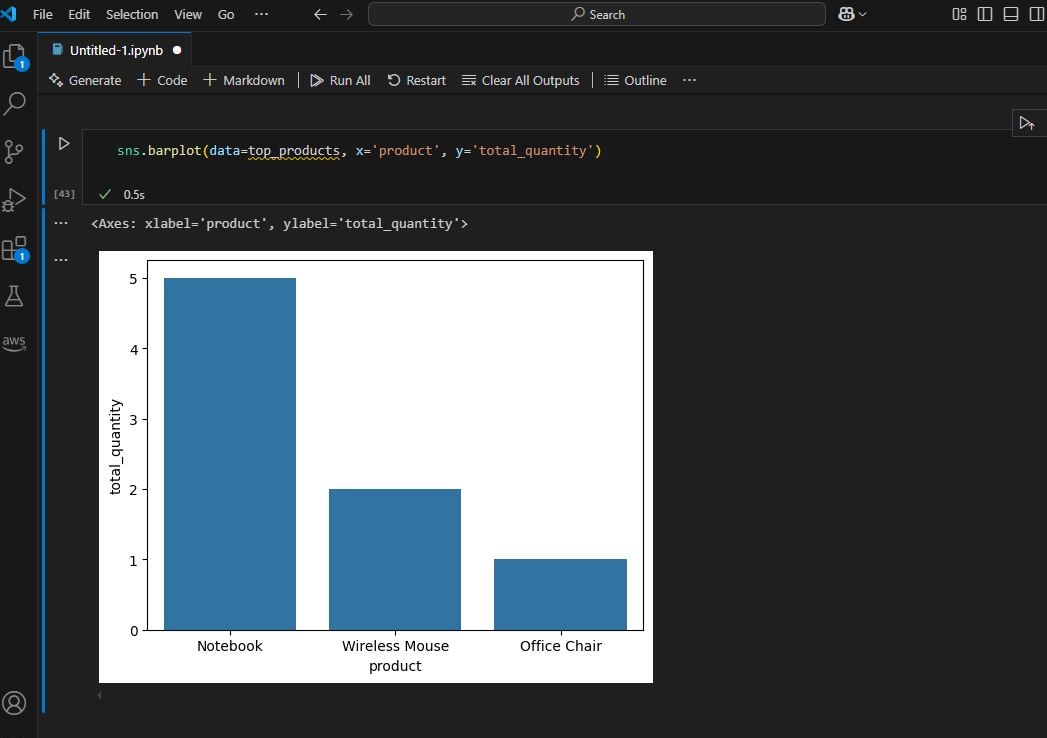 File Edit Selection View Go ··· Search
1
Untitled-1.ipynb
Generate + Code + Markdown | Run All Restart Clear All Outputs | Outline ···
sns.barplot(data=top_products, x='product', y='total_quantity')
[43] ✓ 0.5s
<Axes: xlabel='product', ylabel='total_quantity'>
1
aws
total_quantity
5
4
3
2
1
0
Notebook Wireless Mouse Office Chair
product